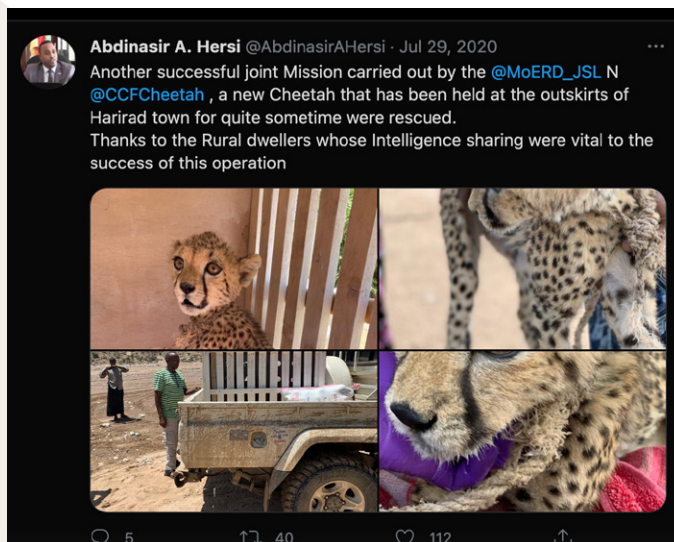 Abdinasir A. Hersi @AbdinasirAHersi · Jul 29, 2020
Another successful joint Mission carried out by the @MoERD_JSL N
@CCFCheetah , a new Cheetah that has been held at the outskirts of
Harirad town for quite sometime were rescued.
Thanks to the Rural dwellers whose Intelligence sharing were vital to the
success of this operation
5 40 112